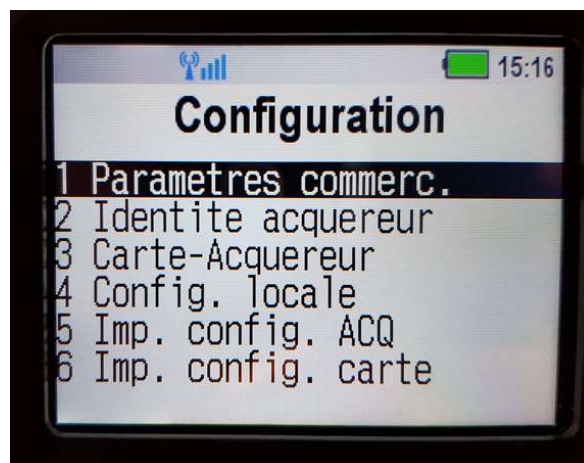 15:16
Configuration
1 Parametres commerc.
2 Identite acquereur
3 Carte-Acquereur
4 Config. locale
5 Imp. config. ACQ
6 Imp. config. carte